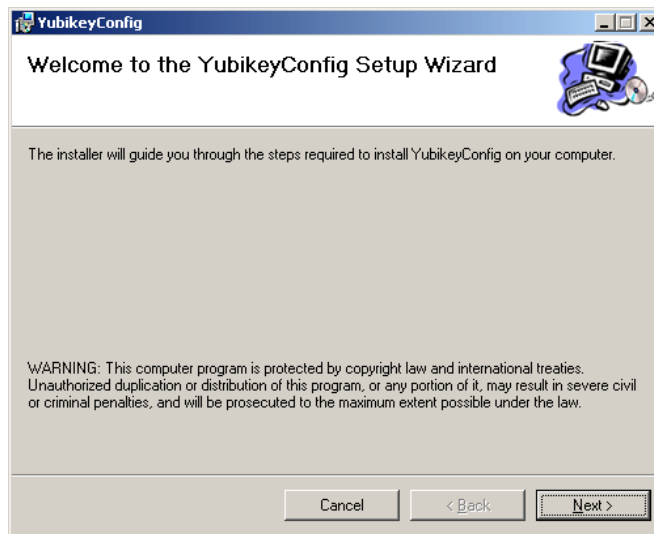 YubikeyConfig
Welcome to the YubikeyConfig Setup Wizard
The installer will guide you through the steps required to install YubikeyConfig on your computer.
WARNING: This computer program is protected by copyright law and international treaties.
Unauthorized duplication or distribution of this program, or any portion of it, may result in severe civil
or criminal penalties, and will be prosecuted to the maximum extent possible under the law.
Cancel
< Back
Next >